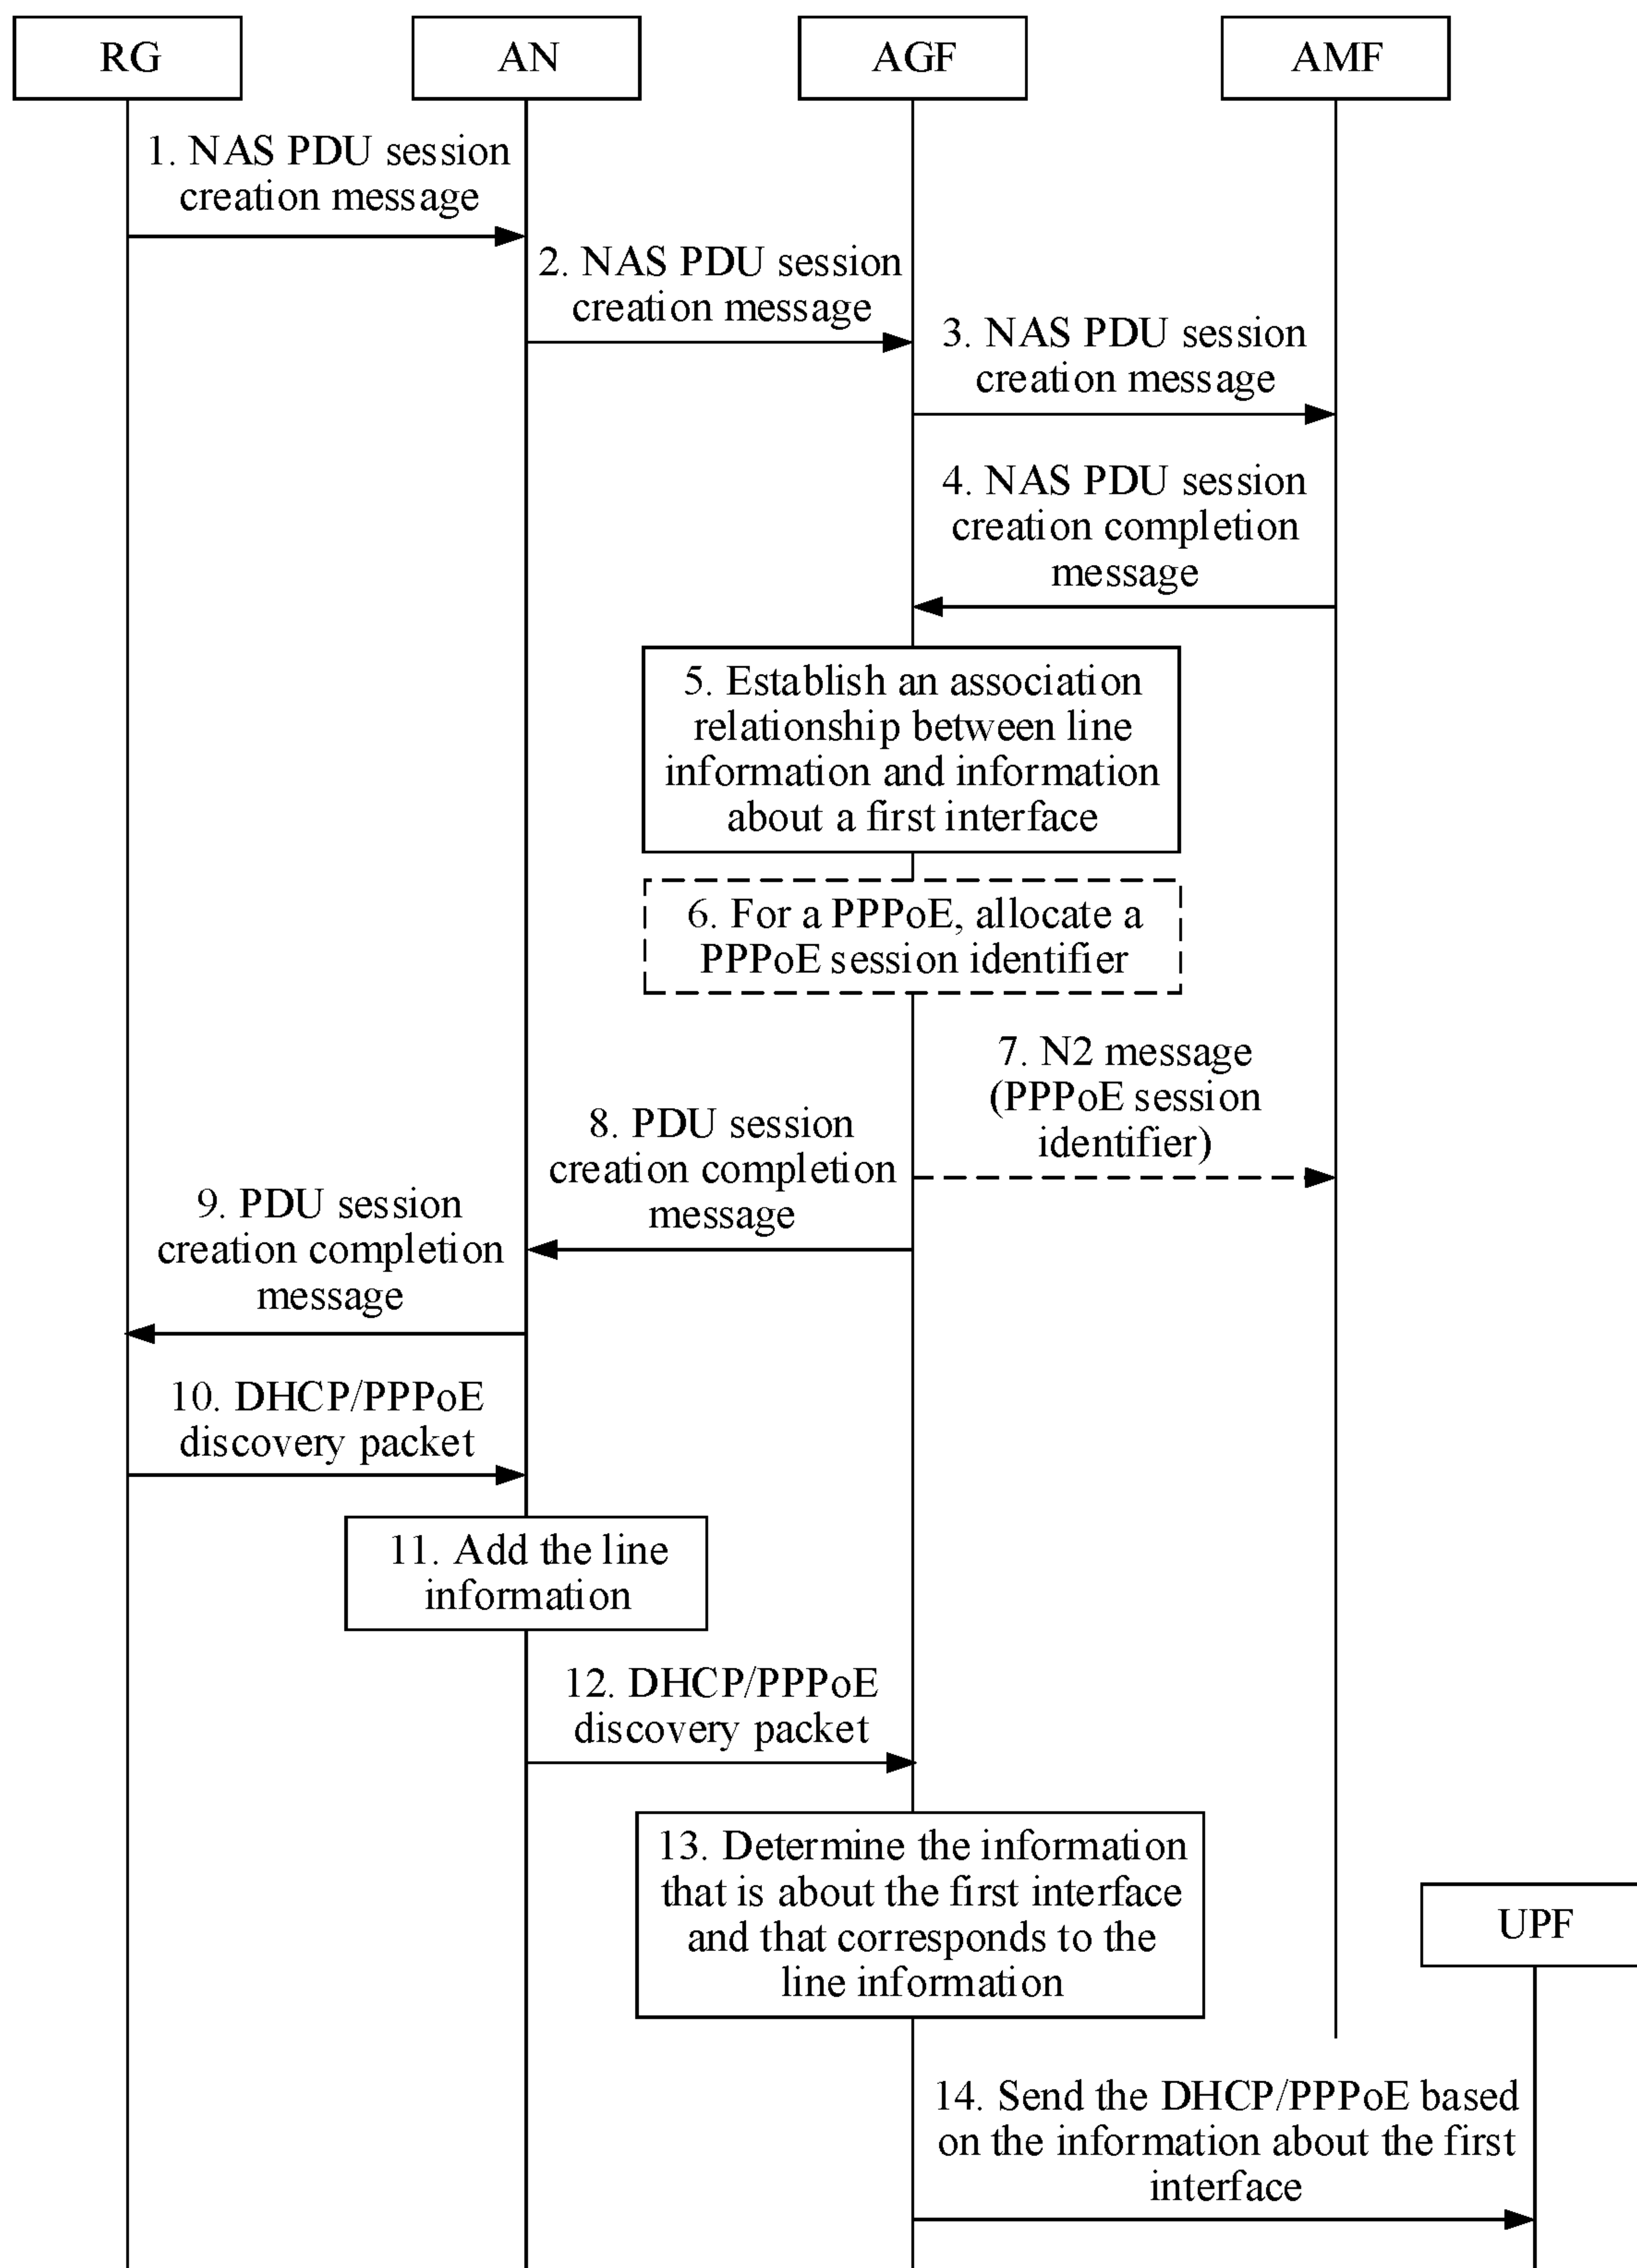 RG
AN
AGF
AMF
1. NAS PDU session
creation message
2. NAS PDU session
creation message
3. NAS PDU session
creation message
4. NAS PDU session
creation completion
message
5. Establish an association
relationship between line
information and information
about a first interface
6. For a PPPoE, allocate a
PPPoE session identifier
7. N2 message
(PPPoE session
identifier)
8. PDU session
creation completion
message
9. PDU session
creation completion
message
10. DHCP/PPPoE
discovery packet
11. Add the line
information
12. DHCP/PPPoE
discovery packet
13. Determine the information
that is about the first interface
and that corresponds to the
line information
UPF
14. Send the DHCP/PPPoE based
on the information about the first
interface